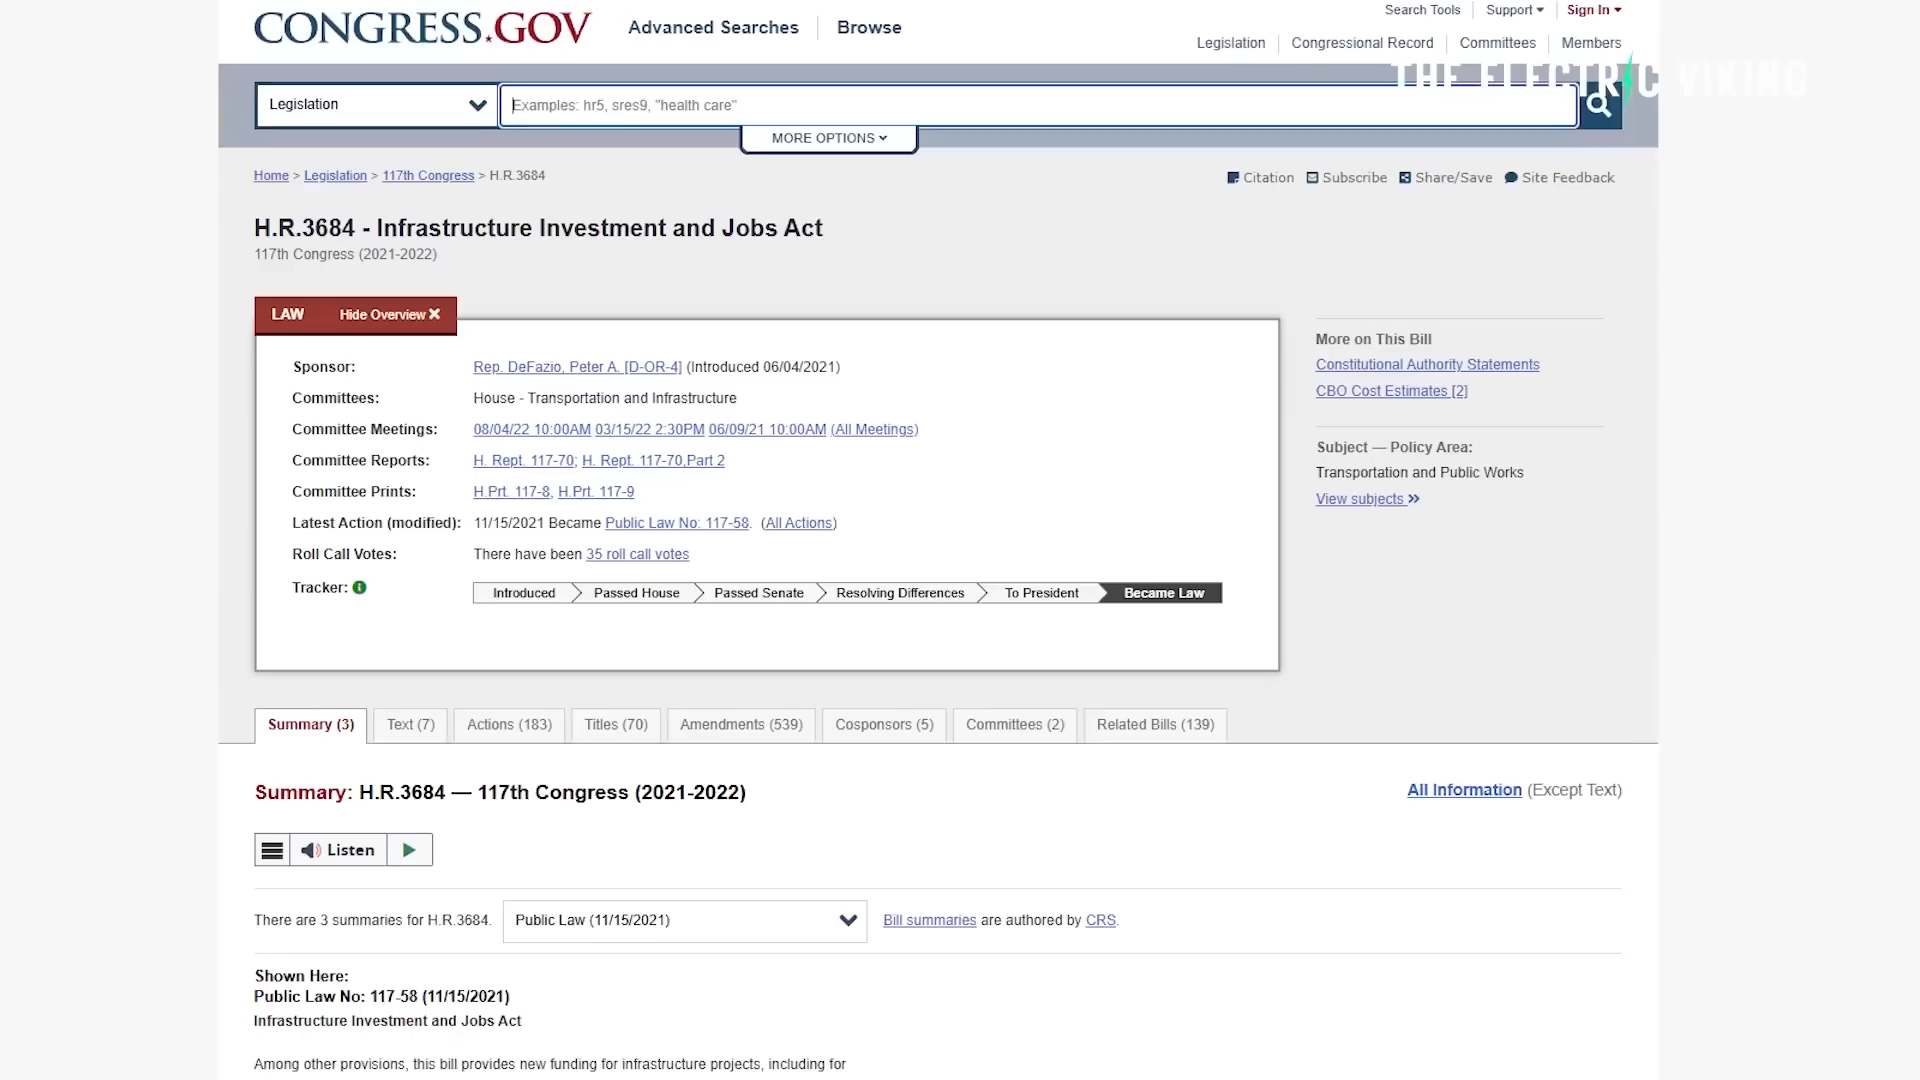 CONGRESS.GOV
Advanced Searches
Browse
Search Tools
Support
Sign In
Legislation
Congressional Record
Committees
Members
THE ELECTRIC VIKING
Legislation
Examples: hr5, sres9, "health care"
MORE OPTIONS
Home > Legislation > 117th Congress > H.R.3684
Citation
Subscribe
Share/Save
Site Feedback
H.R.3684 - Infrastructure Investment and Jobs Act
117th Congress (2021-2022)
LAW
Hide Overview
Sponsor: Rep. DeFazio, Peter A. [D-OR-4] (Introduced 06/04/2021)
Committees: House - Transportation and Infrastructure
Committee Meetings: 08/04/22 10:00AM 03/15/22 2:30PM 06/09/21 10:00AM (All Meetings)
Committee Reports: H. Rept. 117-70; H. Rept. 117-70,Part 2
Committee Prints: H.Prt. 117-8, H.Prt. 117-9
Latest Action (modified): 11/15/2021 Became Public Law No: 117-58. (All Actions)
Roll Call Votes: There have been 35 roll call votes
Tracker: Introduced Passed House Passed Senate Resolving Differences To President Became Law
More on This Bill
Constitutional Authority Statements
CBO Cost Estimates [2]
Subject — Policy Area:
Transportation and Public Works
View subjects
Summary (3)
Text (7)
Actions (183)
Titles (70)
Amendments (539)
Cosponsors (5)
Committees (2)
Related Bills (139)
Summary: H.R.3684 — 117th Congress (2021-2022)
All Information (Except Text)
Listen
There are 3 summaries for H.R.3684.
Public Law (11/15/2021)
Bill summaries are authored by CRS.
Shown Here:
Public Law No: 117-58 (11/15/2021)
Infrastructure Investment and Jobs Act
Among other provisions, this bill provides new funding for infrastructure projects, including for